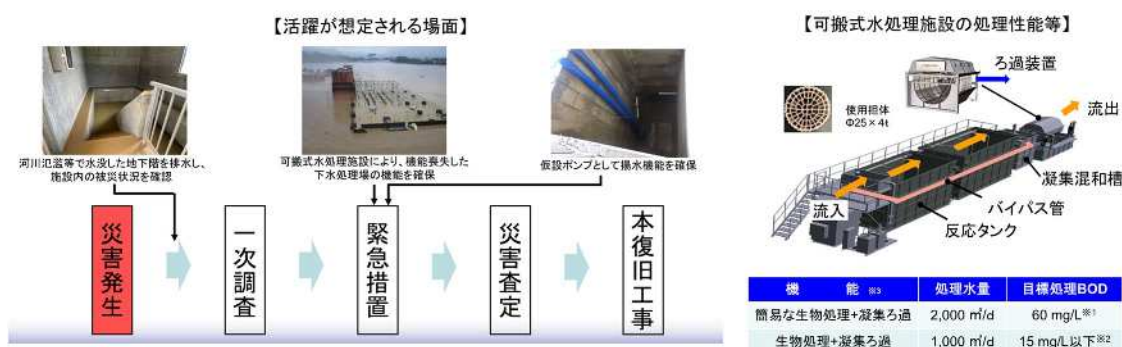 【活躍が想定される場面】
河川氾濫等で水没した地下階を排水し、
施設内の被災状況を確認
可搬式水処理施設により、機能喪失した
下水処理場の機能を確保
仮設ポンプとして揚水機能を確保
災害発生
一次調査
緊急措置
災害査定
本復旧工事
【可搬式水処理施設の処理性能等】
ろ過装置
使用担体
Φ25×4t
流出
凝集混和槽
バイパス管
反応タンク
流入
機 能 ※3 処理水量 目標処理BOD
簡易な生物処理+凝集ろ過 2,000 ㎥/d 60 mg/L※1
生物処理+凝集ろ過 1,000 ㎥/d 15 mg/L以下※2